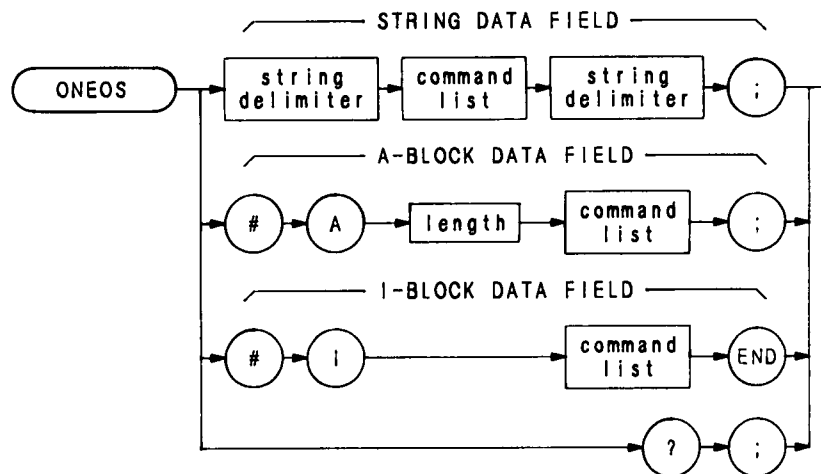 STRING DATA FIELD
ONEOS
string delimiter
command list
string delimiter
;
A-BLOCK DATA FIELD
#
A
length
command list
;
I-BLOCK DATA FIELD
#
I
command list
END
?
;